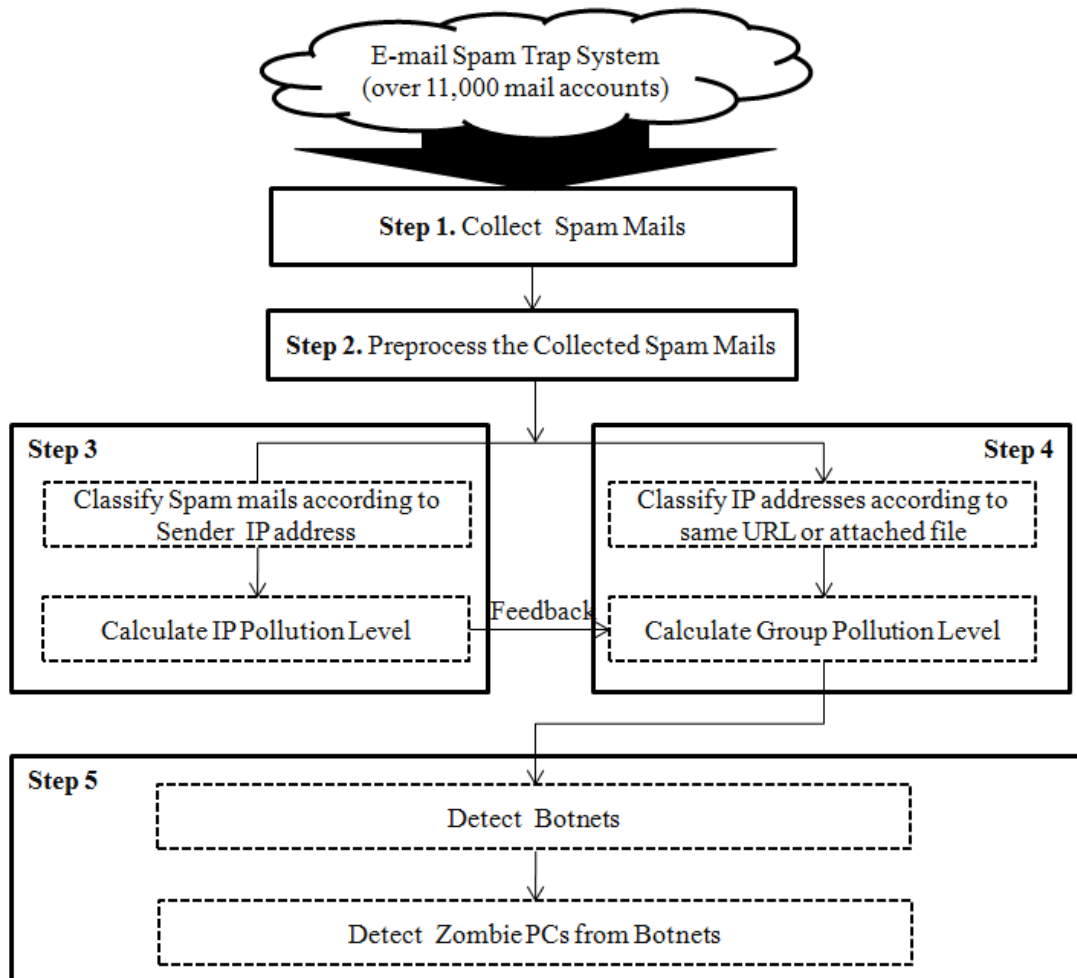 E-mail Spam Trap System
(over 11,000 mail accounts)
Step 1. Collect Spam Mails
Step 2. Preprocess the Collected Spam Mails
Step 3
Classify Spam mails according to
Sender IP address
Calculate IP Pollution Level
Feedback
Step 4
Classify IP addresses according to
same URL or attached file
Calculate Group Pollution Level
Step 5
Detect Botnets
Detect Zombie PCs from Botnets